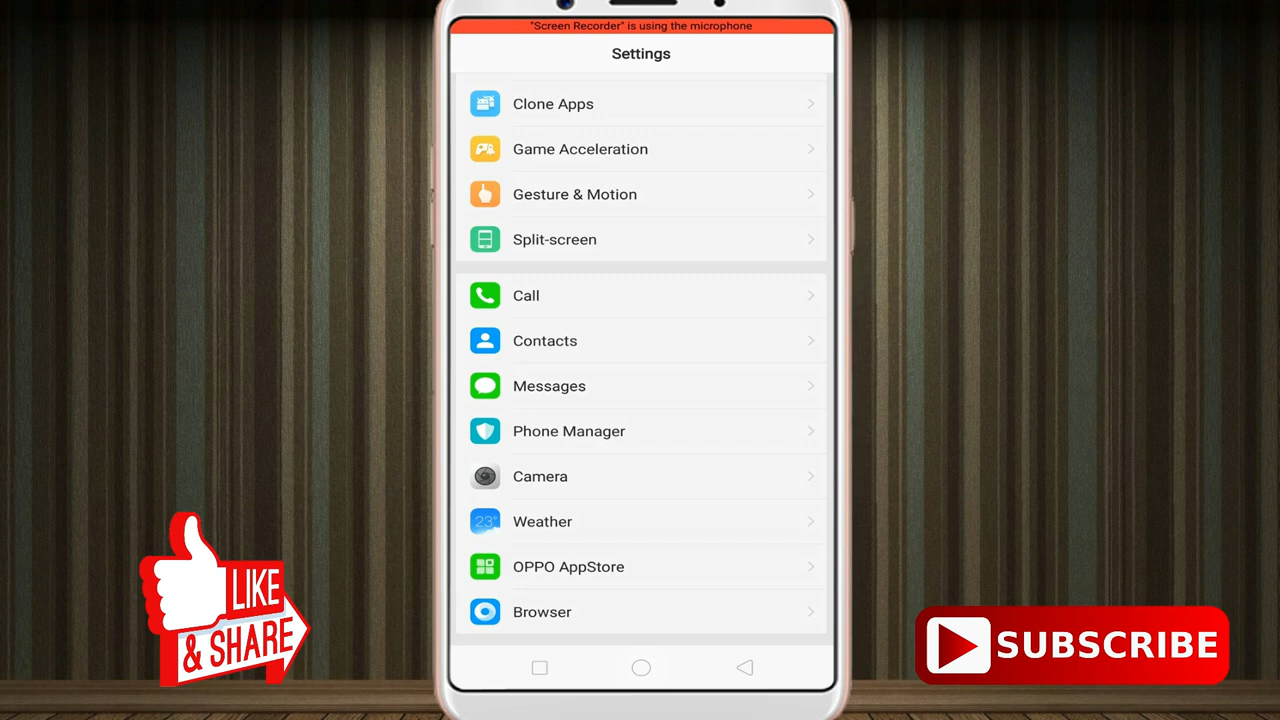 "Screen Recorder" is using the microphone
Settings
Clone Apps
Game Acceleration
Gesture & Motion
Split-screen
Call
Contacts
Messages
Phone Manager
Camera
23°
Weather
OPPO AppStore
Browser
LIKE
& SHARE
SUBSCRIBE